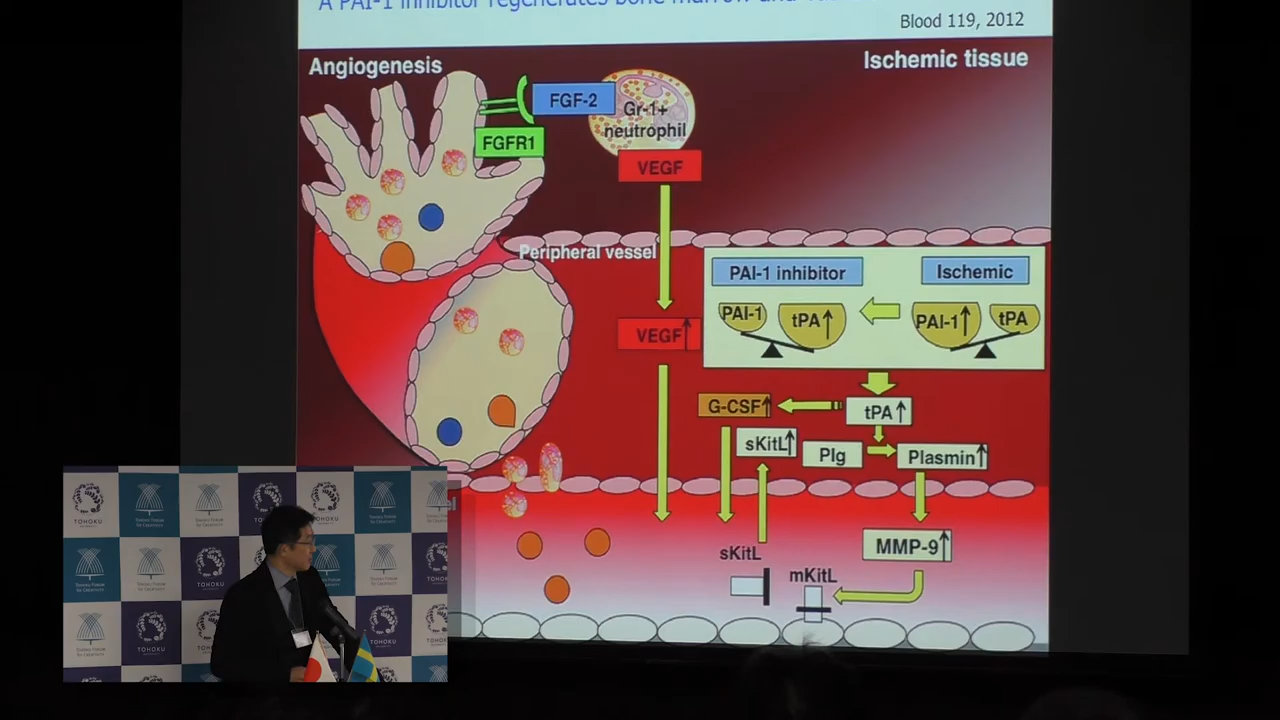 A PAI-1 inhibitor regenerates bone marrow and
Blood 119, 2012
Angiogenesis
Ischemic tissue
FGF-2
Gr-1+
neutrophil
FGFR1
VEGF
Peripheral vessel
PAI-1 inhibitor
Ischemic
PAI-1
tPA↑
PAI-1↑
tPA
VEGF↑
G-CSF↑
tPA↑
sKitL↑
Plg
Plasmin↑
sKitL
MMP-9↑
mKitL
TOHOKU
TOHOKU
TOHOKU